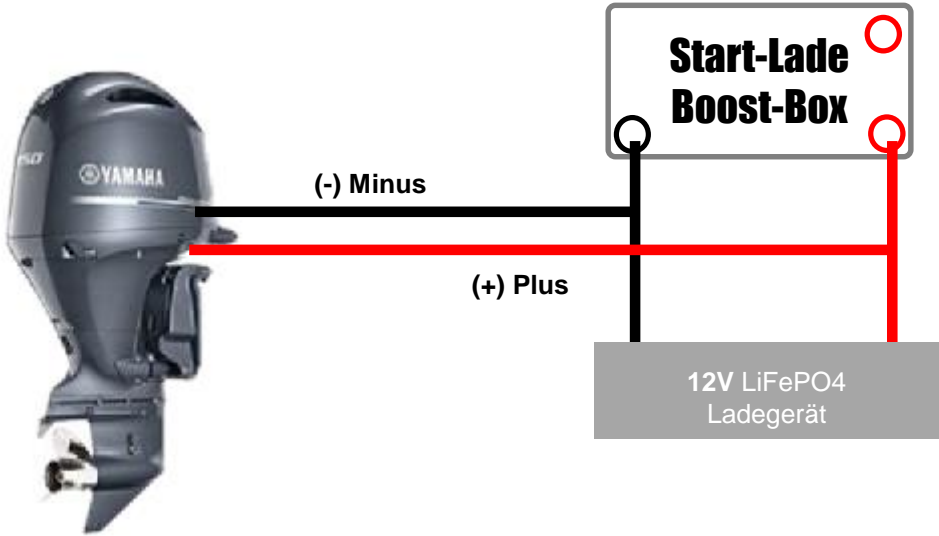 Start-Lade
Boost-Box
YAMAHA
(-) Minus
(+) Plus
12V LiFePO4
Ladegerät